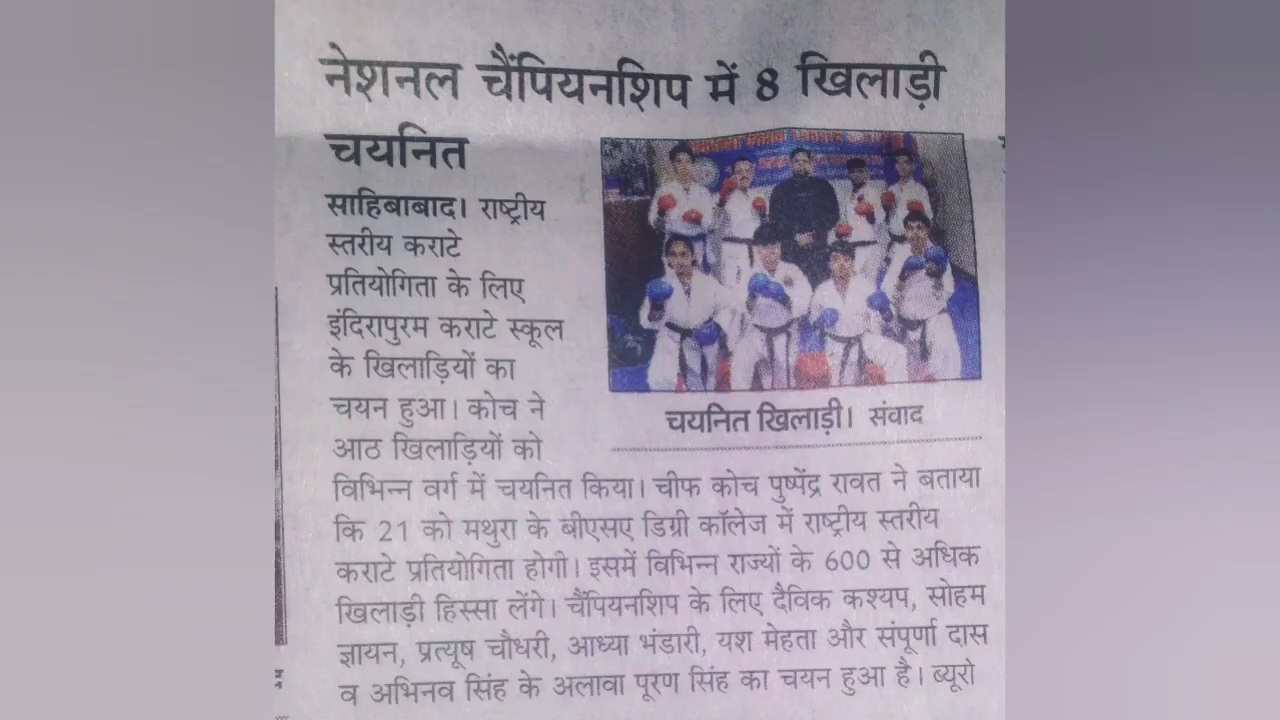 नेशनल चैंपियनशिप में 8 खिलाड़ी
चयनित
साहिबाबाद। राष्ट्रीय
स्तरीय कराटे
प्रतियोगिता के लिए
इंदिरापुरम कराटे स्कूल
के खिलाड़ियों का
चयन हुआ। कोच ने
आठ खिलाड़ियों को
चयनित खिलाड़ी। संवाद
विभिन्न वर्ग में चयनित किया। चीफ कोच पुष्पेंद्र रावत ने बताया
कि 21 को मथुरा के बीएसए डिग्री कॉलेज में राष्ट्रीय स्तरीय
कराटे प्रतियोगिता होगी। इसमें विभिन्न राज्यों के 600 से अधिक
खिलाड़ी हिस्सा लेंगे। चैंपियनशिप के लिए दैविक कश्यप, सोहम
ज्ञायन, प्रत्यूष चौधरी, आध्या भंडारी, यश मेहता और संपूर्णा दास
व अभिनव सिंह के अलावा पूरण सिंह का चयन हुआ है। ब्यूरो